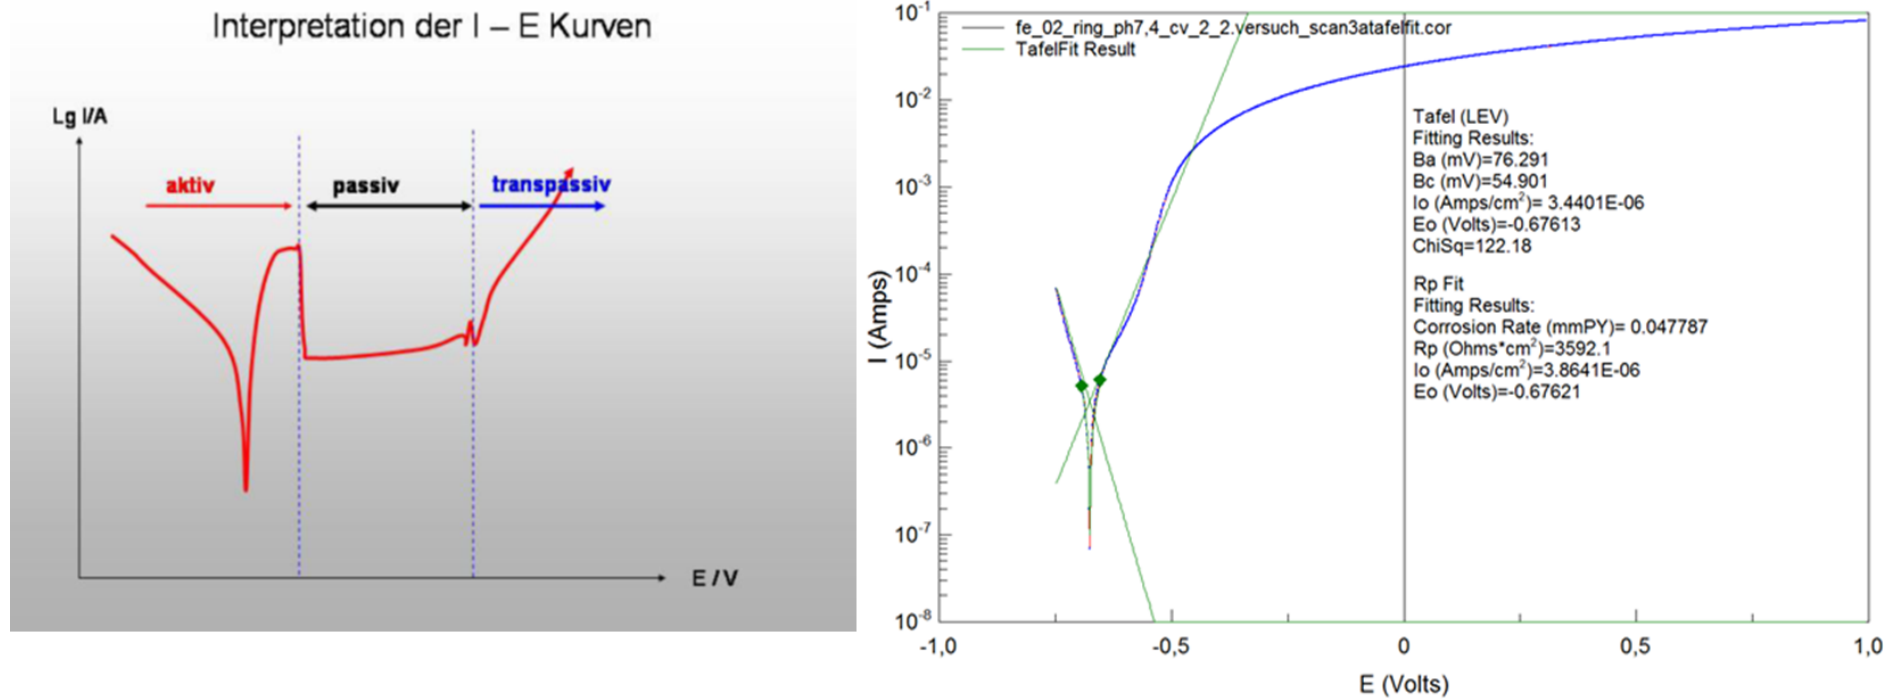 Interpretation der I – E Kurven
Lg I/A
aktiv
passiv
transpassiv
E / V
fe_02_ring_ph7,4_cv_2_2.versuch_scan3atafelfit.cor
TafelFit Result
10⁻¹
10⁻²
10⁻³
10⁻⁴
10⁻⁵
10⁻⁶
10⁻⁷
10⁻⁸
I (Amps)
Tafel (LEV)
Fitting Results:
Ba (mV)=76.291
Bc (mV)=54.901
Io (Amps/cm²)= 3.4401E-06
Eo (Volts)=-0.67613
ChiSq=122.18
Rp Fit
Fitting Results:
Corrosion Rate (mmPY)= 0.047787
Rp (Ohms*cm²)=3592.1
Io (Amps/cm²)=3.8641E-06
Eo (Volts)=-0.67621
-1,0
-0,5
0
0,5
1,0
E (Volts)